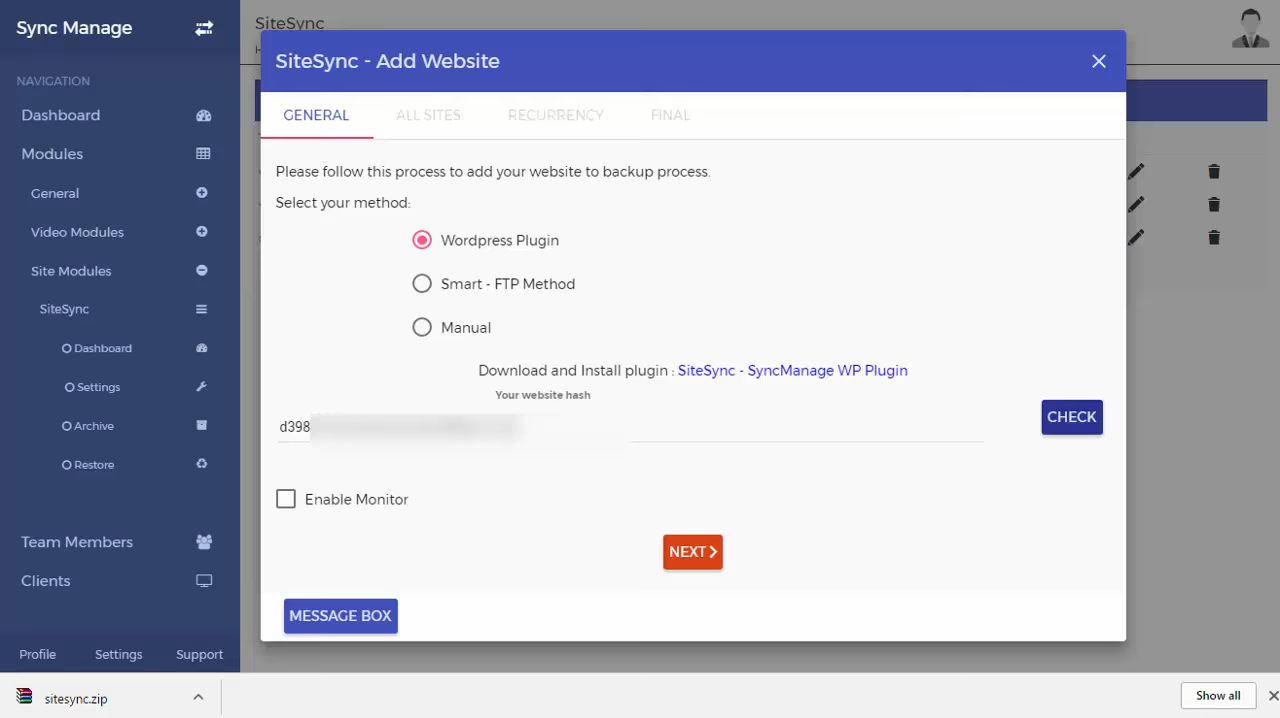 Sync Manage
NAVIGATION
Dashboard
Modules
General
Video Modules
Site Modules
SiteSync
Dashboard
Settings
Archive
Restore
Team Members
Clients
Profile Settings Support
SiteSync
SiteSync - Add Website
GENERAL ALL SITES RECURRENCY FINAL
Please follow this process to add your website to backup process.
Select your method:
Wordpress Plugin
Smart - FTP Method
Manual
Download and Install plugin : SiteSync - SyncManage WP Plugin
Your website hash
d398
CHECK
Enable Monitor
NEXT
MESSAGE BOX
sitesync.zip
Show all